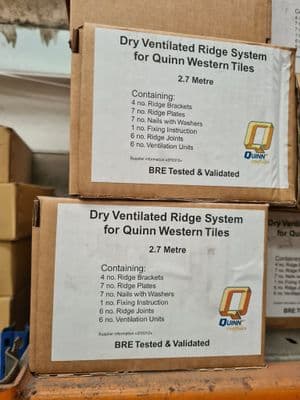 Dry Ventilated Ridge System
for Quinn Western Tiles
2.7 Metre
Containing:
4 no. Ridge Brackets
7 no. Ridge Plates
7 no. Nails with Washers
1 no. Fixing Instruction
6 no. Ridge Joints
6 no. Ventilation Units
QUINN
BRE Tested & Validated
Dry Ventilated Ridge System
for Quinn Western Tiles
2.7 Metre
Containing:
4 no. Ridge Brackets
7 no. Ridge Plates
7 no. Nails with Washers
1 no. Fixing Instruction
6 no. Ridge Joints
6 no. Ventilation Units
QUINN
BRE Tested & Validated